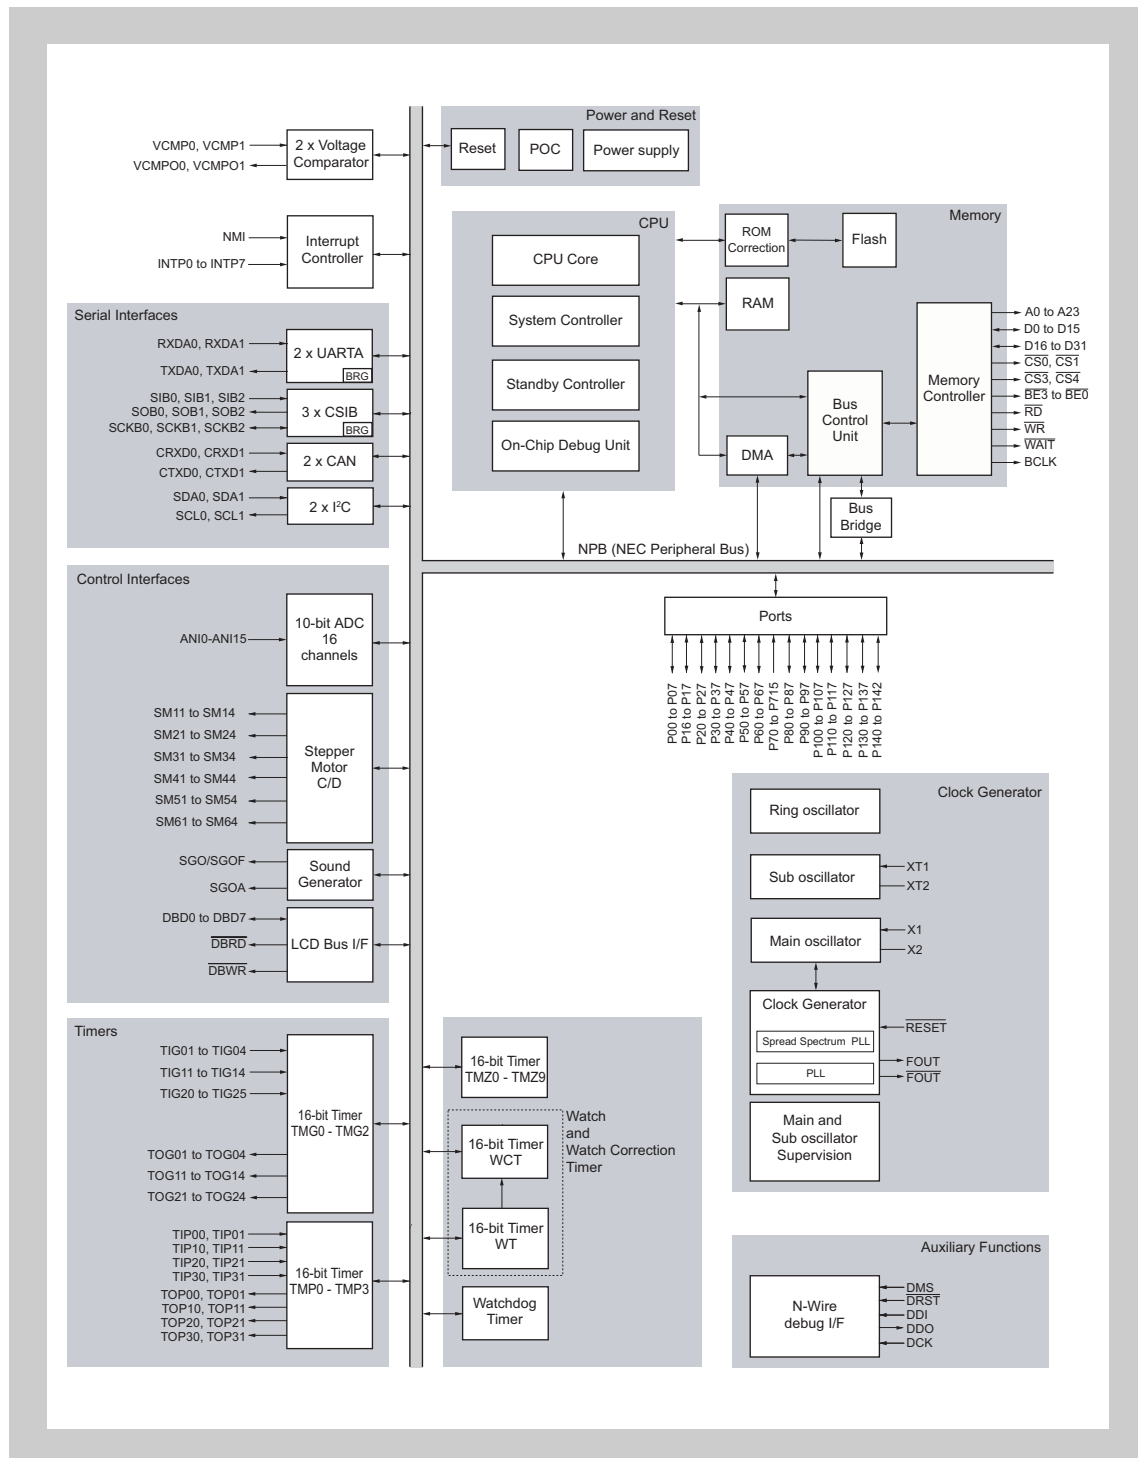 Power and Reset
Reset
POC
Power supply
VCMP0, VCMP1
VCMPO0, VCMPO1
2 x Voltage
Comparator
NMI
INTP0 to INTP7
Interrupt
Controller
CPU
CPU Core
System Controller
Standby Controller
On-Chip Debug Unit
Memory
ROM
Correction
Flash
RAM
DMA
Bus
Control
Unit
Memory
Controller
Bus
Bridge
A0 to A23
D0 to D15
D16 to D31
CS0, CS1
CS3, CS4
BE3 to BE0
RD
WR
WAIT
BCLK
Serial Interfaces
RXDA0, RXDA1
TXDA0, TXDA1
2 x UARTA
BRG
SIB0, SIB1, SIB2
SOB0, SOB1, SOB2
SCKB0, SCKB1, SCKB2
3 x CSIB
BRG
CRXD0, CRXD1
CTXD0, CTXD1
2 x CAN
SDA0, SDA1
SCL0, SCL1
2 x I²C
NPB (NEC Peripheral Bus)
Ports
P00 to P07
P16 to P17
P20 to P27
P30 to P37
P40 to P47
P50 to P57
P60 to P67
P70 to P715
P80 to P87
P90 to P97
P100 to P107
P110 to P117
P120 to P127
P130 to P137
P140 to P142
Control Interfaces
ANI0-ANI15
10-bit ADC
16
channels
SM11 to SM14
SM21 to SM24
SM31 to SM34
SM41 to SM44
SM51 to SM54
SM61 to SM64
Stepper
Motor
C/D
SGO/SGOF
SGOA
Sound
Generator
DBD0 to DBD7
DBRD
DBWR
LCD Bus I/F
Clock Generator
Ring oscillator
Sub oscillator
XT1
XT2
Main oscillator
X1
X2
Clock Generator
Spread Spectrum PLL
PLL
RESET
FOUT
FOUT
Main and
Sub oscillator
Supervision
Timers
TIG01 to TIG04
TIG11 to TIG14
TIG20 to TIG25
TOG01 to TOG04
TOG11 to TOG14
TOG21 to TOG24
16-bit Timer
TMG0 - TMG2
TIP00, TIP01
TIP10, TIP11
TIP20, TIP21
TIP30, TIP31
TOP00, TOP01
TOP10, TOP11
TOP20, TOP21
TOP30, TOP31
16-bit Timer
TMP0 - TMP3
16-bit Timer
TMZ0 - TMZ9
Watch
and
Watch Correction
Timer
16-bit Timer
WCT
16-bit Timer
WT
Watchdog
Timer
Auxiliary Functions
N-Wire
debug I/F
DMS
DRST
DDI
DDO
DCK